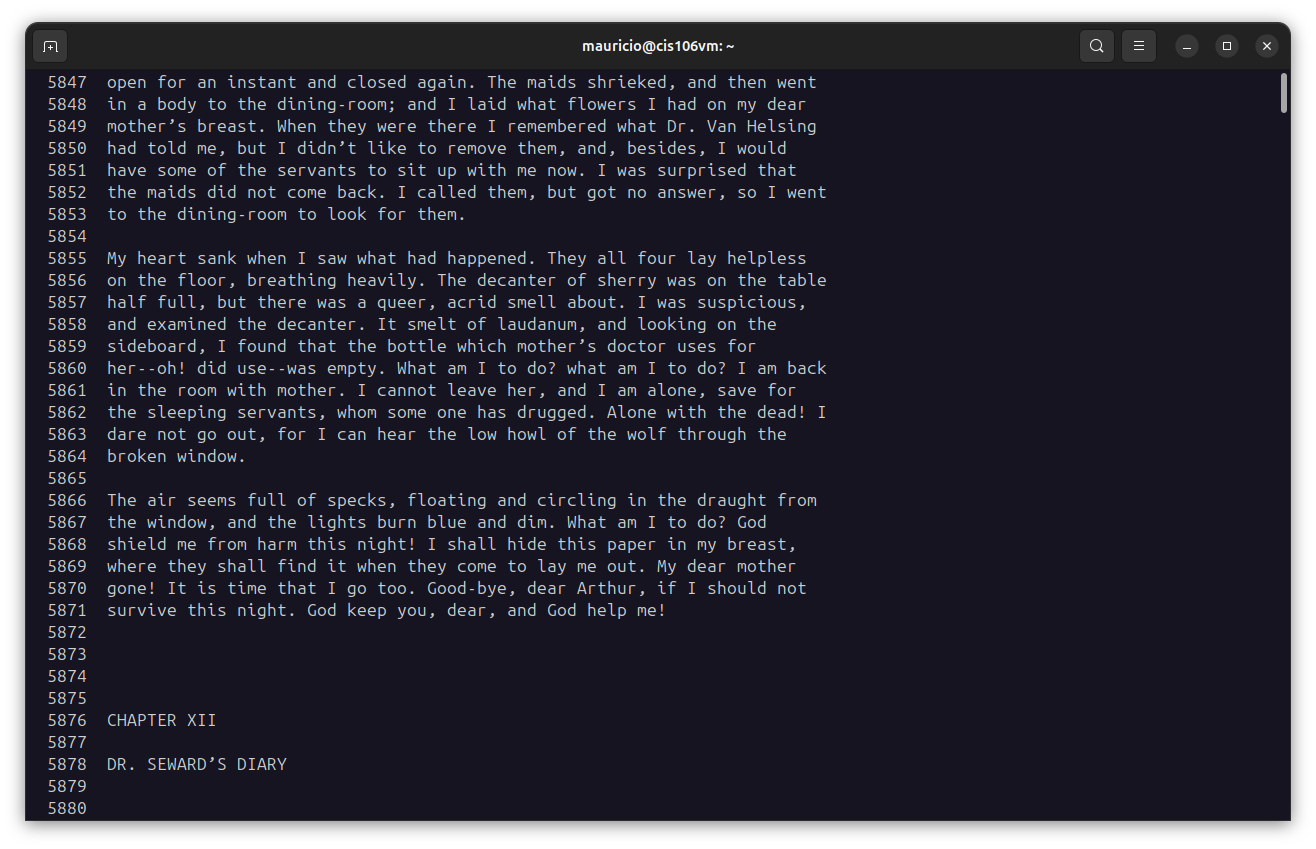 mauricio@cis106vm: ~
5847 open for an instant and closed again. The maids shrieked, and then went
5848 in a body to the dining-room; and I laid what flowers I had on my dear
5849 mother’s breast. When they were there I remembered what Dr. Van Helsing
5850 had told me, but I didn’t like to remove them, and, besides, I would
5851 have some of the servants to sit up with me now. I was surprised that
5852 the maids did not come back. I called them, but got no answer, so I went
5853 to the dining-room to look for them.
5854
5855 My heart sank when I saw what had happened. They all four lay helpless
5856 on the floor, breathing heavily. The decanter of sherry was on the table
5857 half full, but there was a queer, acrid smell about. I was suspicious,
5858 and examined the decanter. It smelt of laudanum, and looking on the
5859 sideboard, I found that the bottle which mother’s doctor uses for
5860 her--oh! did use--was empty. What am I to do? what am I to do? I am back
5861 in the room with mother. I cannot leave her, and I am alone, save for
5862 the sleeping servants, whom some one has drugged. Alone with the dead! I
5863 dare not go out, for I can hear the low howl of the wolf through the
5864 broken window.
5865
5866 The air seems full of specks, floating and circling in the draught from
5867 the window, and the lights burn blue and dim. What am I to do? God
5868 shield me from harm this night! I shall hide this paper in my breast,
5869 where they shall find it when they come to lay me out. My dear mother
5870 gone! It is time that I go too. Good-bye, dear Arthur, if I should not
5871 survive this night. God keep you, dear, and God help me!
5872
5873
5874
5875
5876 CHAPTER XII
5877
5878 DR. SEWARD’S DIARY
5879
5880